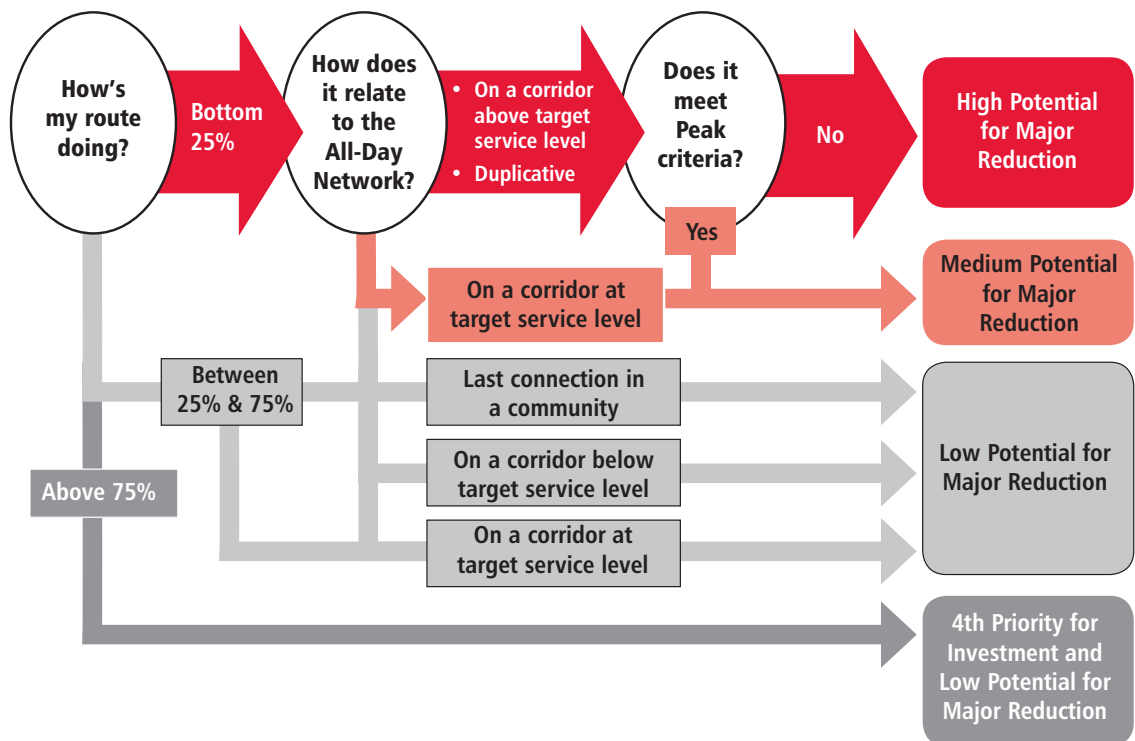 How's
my route
doing?
Bottom
25%
How does
it relate
to the
All-Day
Network?
• On a corridor
above target
service level
• Duplicative
Does it
meet
Peak
criteria?
No
High Potential
for Major
Reduction
Yes
On a corridor at
target service level
Medium Potential
for Major
Reduction
Between
25% & 75%
Last connection in
a community
On a corridor below
target service level
On a corridor at
target service level
Low Potential for
Major Reduction
Above 75%
4th Priority for
Investment and
Low Potential for
Major Reduction